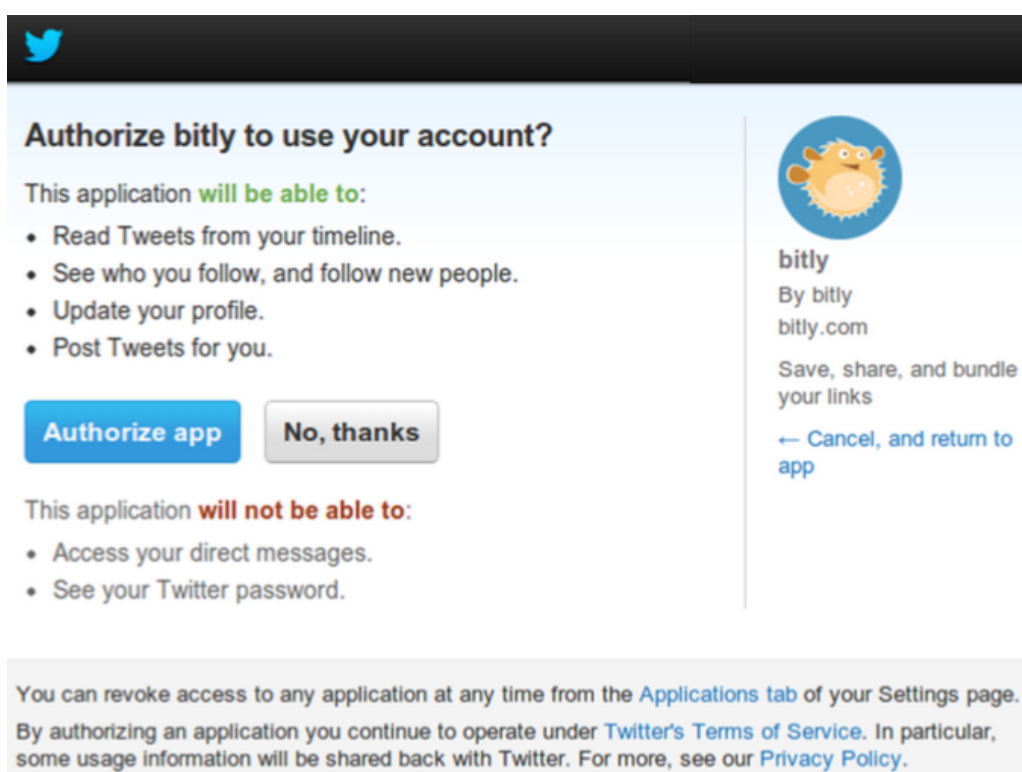 Authorize bitly to use your account?
This application will be able to:
• Read Tweets from your timeline.
• See who you follow, and follow new people.
• Update your profile.
• Post Tweets for you.
Authorize app
No, thanks
This application will not be able to:
• Access your direct messages.
• See your Twitter password.
bitly
By bitly
bitly.com
Save, share, and bundle
your links
← Cancel, and return to
app
You can revoke access to any application at any time from the Applications tab of your Settings page.
By authorizing an application you continue to operate under Twitter's Terms of Service. In particular,
some usage information will be shared back with Twitter. For more, see our Privacy Policy.